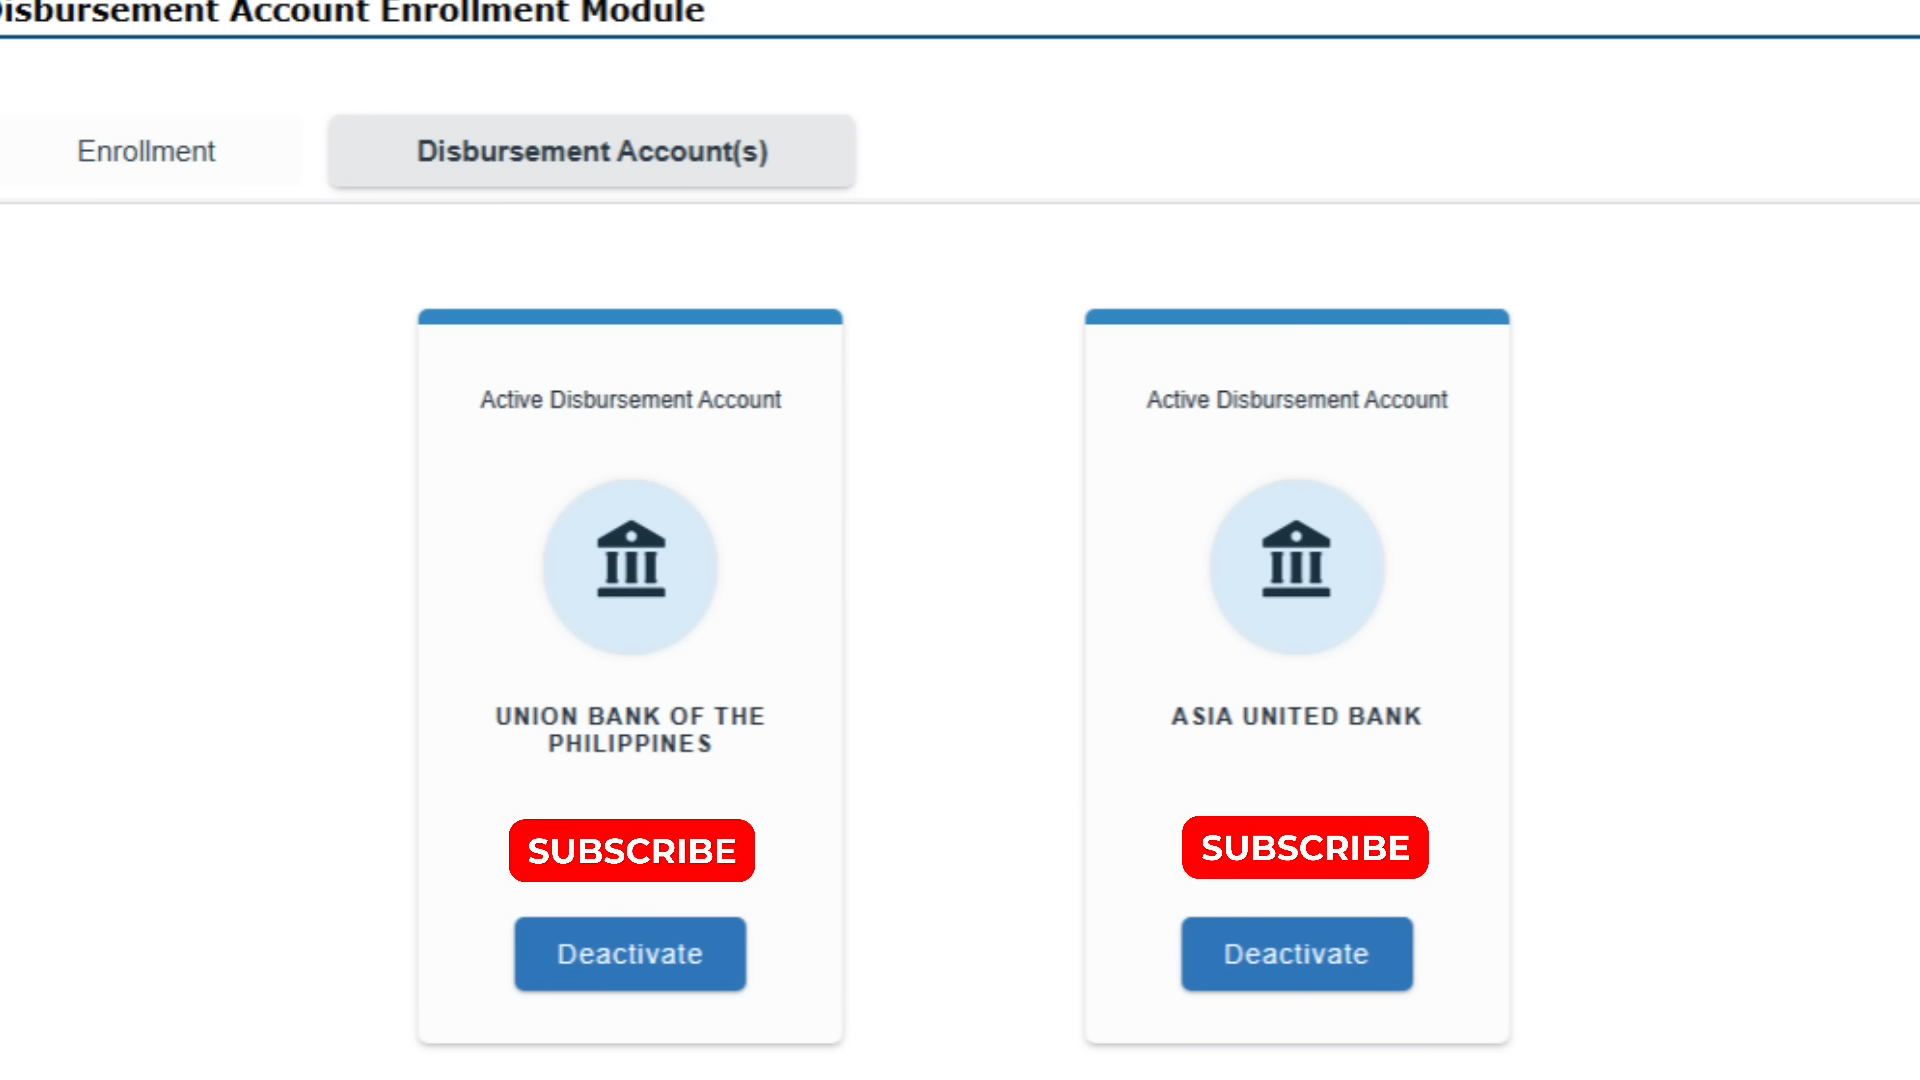 Disbursement Account Enrollment Module
Enrollment
Disbursement Account(s)
Active Disbursement Account
UNION BANK OF THE
PHILIPPINES
SUBSCRIBE
Deactivate
Active Disbursement Account
ASIA UNITED BANK
SUBSCRIBE
Deactivate